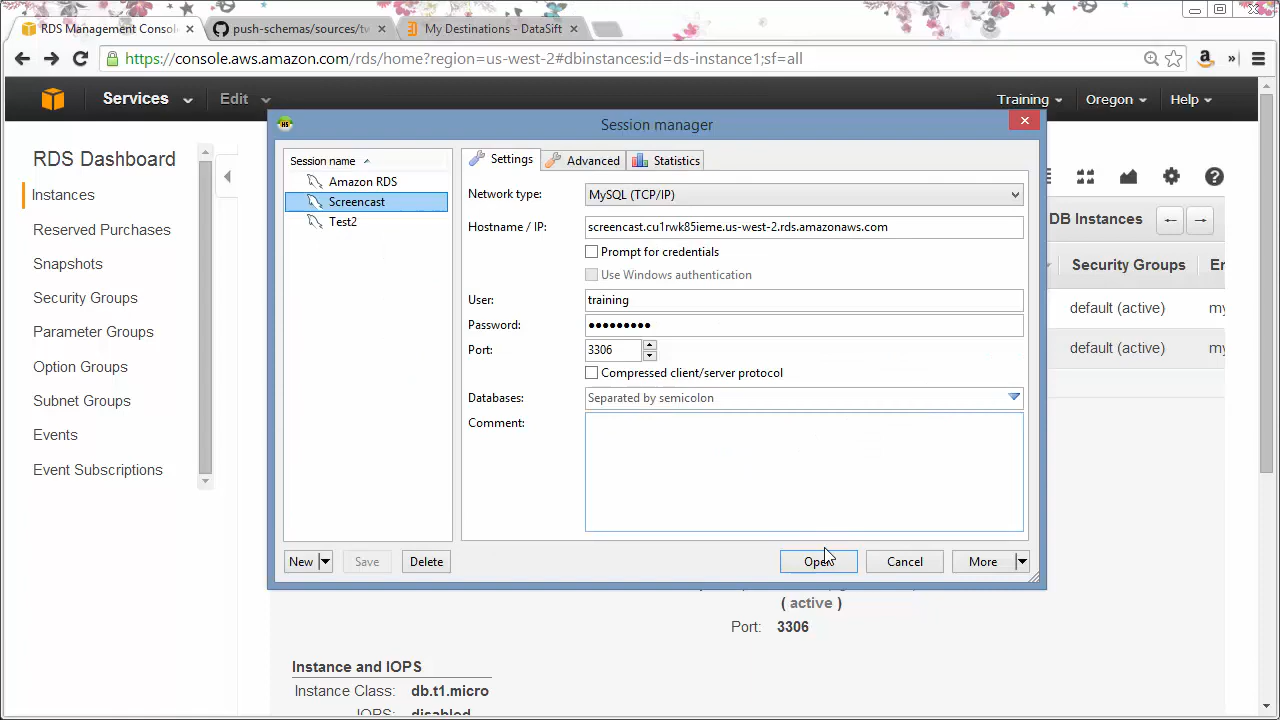 RDS Management Conso
push-schemas/sources/tw
My Destinations - DataSift
https://console.aws.amazon.com/rds/home?region=us-west-2#dbinstances:id=ds-instance1;sf=all
Services
Edit
Training
Oregon
Help
RDS Dashboard
Instances
Reserved Purchases
Snapshots
Security Groups
Parameter Groups
Option Groups
Subnet Groups
Events
Event Subscriptions
Session manager
Session name
Amazon RDS
Screencast
Test2
Settings
Advanced
Statistics
Network type: MySQL (TCP/IP)
Hostname / IP: screencast.cu1rwk85ieme.us-west-2.rds.amazonaws.com
Prompt for credentials
Use Windows authentication
User: training
Password: ●●●●●●●●●
Port: 3306
Compressed client/server protocol
Databases: Separated by semicolon
Comment:
New
Save
Delete
Open
Cancel
More
DB Instances
Security Groups
default (active)
my
default (active)
my
( active )
Port: 3306
Instance and IOPS
Instance Class: db.t1.micro
IOPS: disabled